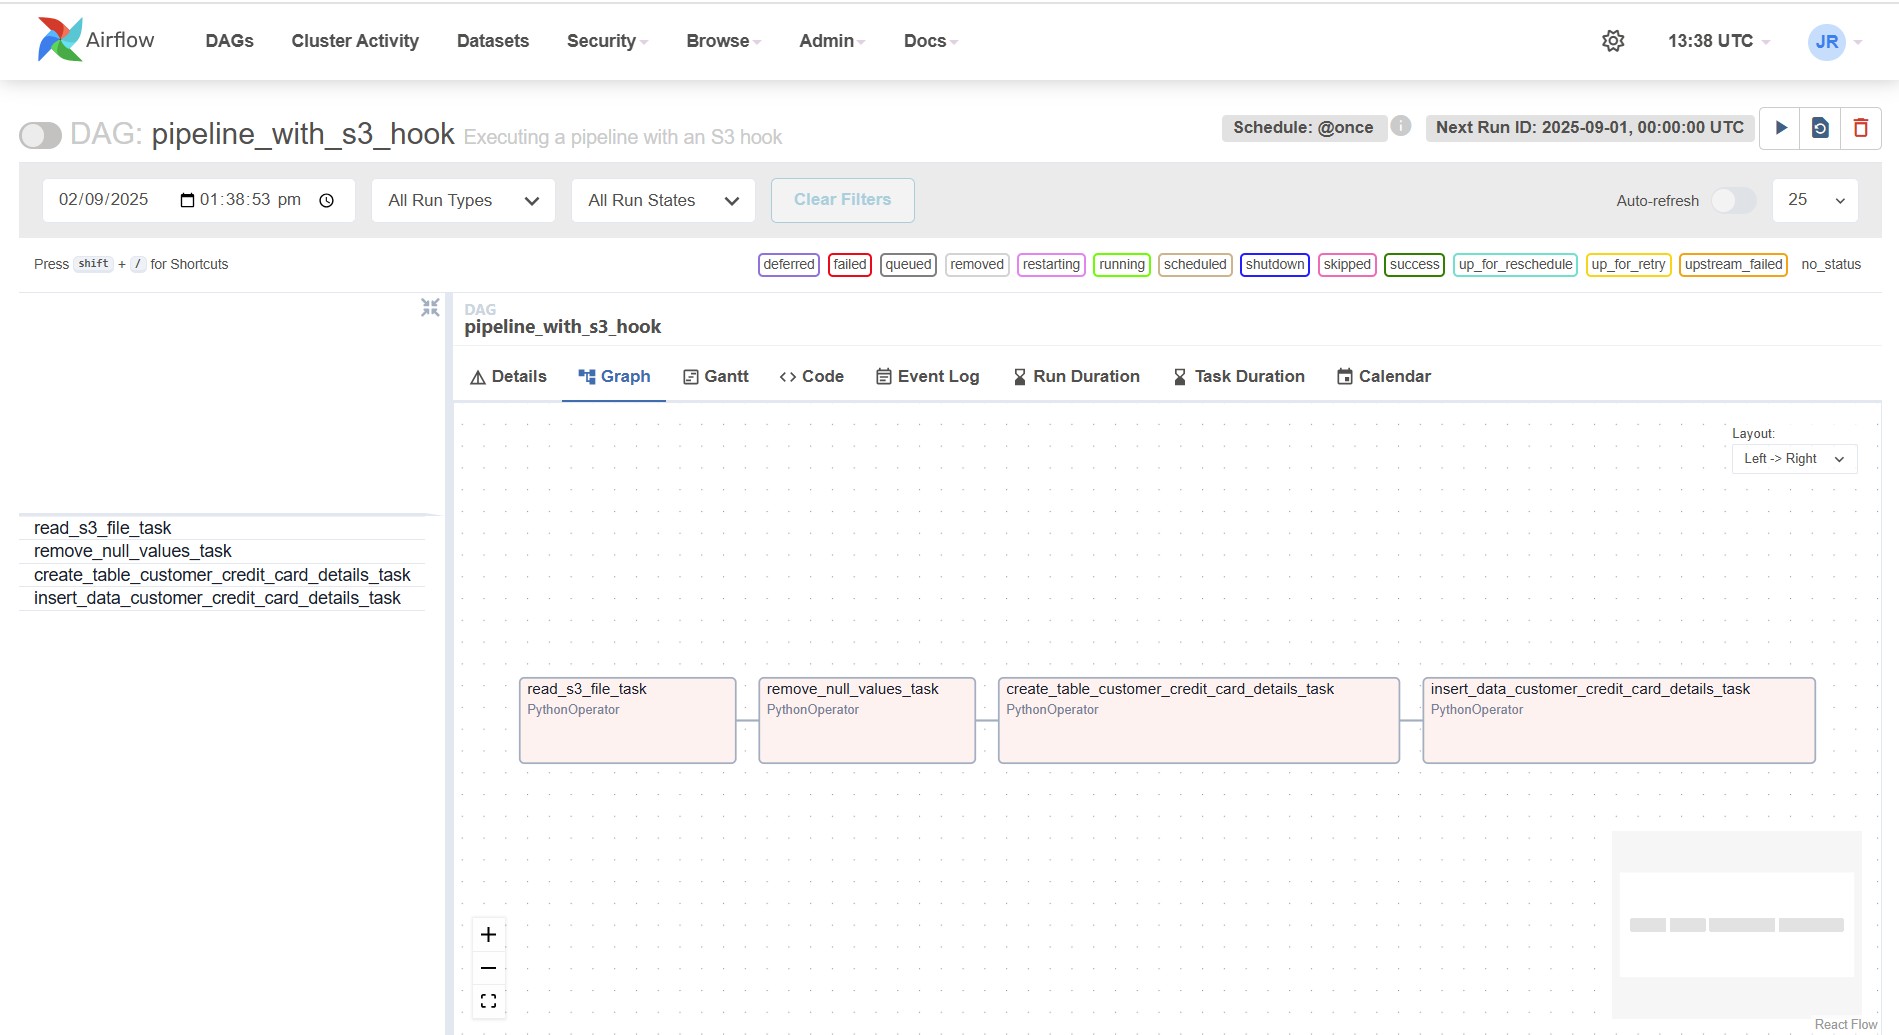 Airflow DAGs Cluster Activity Datasets Security Browse Admin Docs 13:38 UTC JR
DAG: pipeline_with_s3_hook Executing a pipeline with an S3 hook Schedule: @once i Next Run ID: 2025-09-01, 00:00:00 UTC
02/09/2025 01:38:53 pm All Run Types All Run States Clear Filters Auto-refresh 25
Press shift + / for Shortcuts deferred failed queued removed restarting running scheduled shutdown skipped success up_for_reschedule up_for_retry upstream_failed no_status
DAG
pipeline_with_s3_hook
Details Graph Gantt <> Code Event Log Run Duration Task Duration Calendar
Layout:
Left -> Right
read_s3_file_task
remove_null_values_task
create_table_customer_credit_card_details_task
insert_data_customer_credit_card_details_task
read_s3_file_task
PythonOperator
remove_null_values_task
PythonOperator
create_table_customer_credit_card_details_task
PythonOperator
insert_data_customer_credit_card_details_task
PythonOperator
React Flow